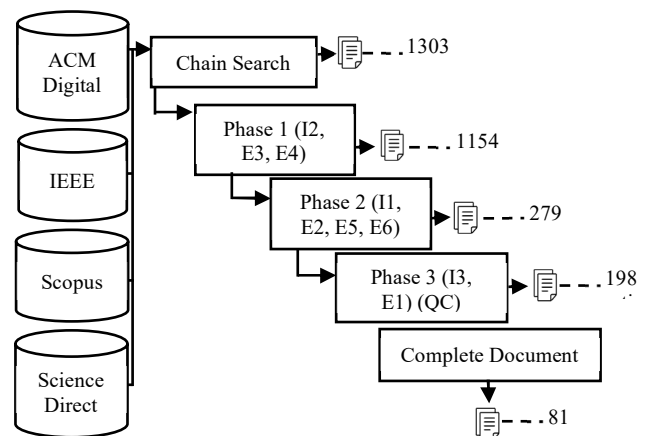 ACM
Digital
IEEE
Scopus
Science
Direct
Chain Search
1303
Phase 1 (I2,
E3, E4)
1154
Phase 2 (I1,
E2, E5, E6)
279
Phase 3 (I3,
E1) (QC)
198
Complete Document
81